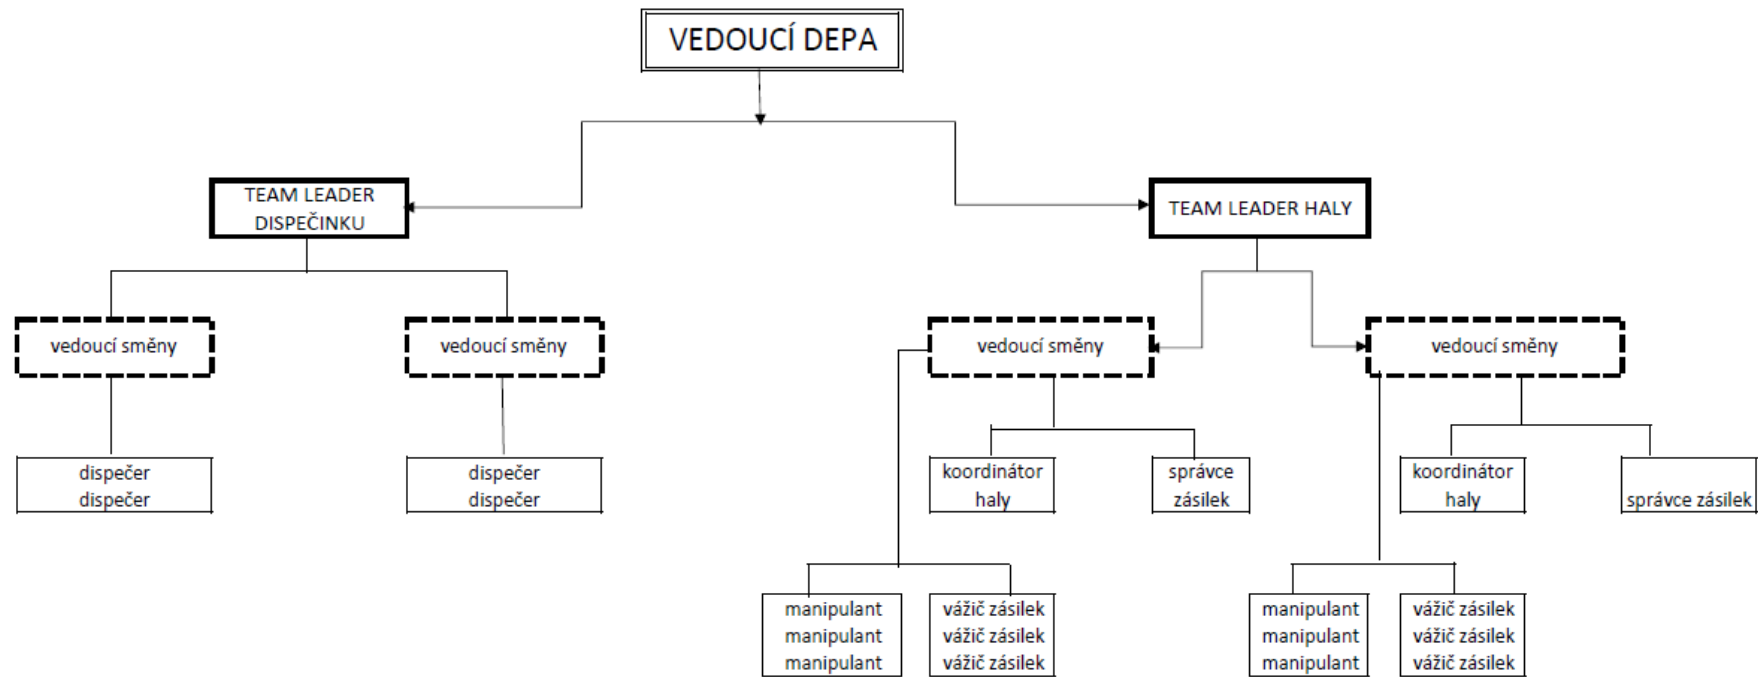 VEDOUCÍ DEPA
TEAM LEADER
DISPEČINKU
TEAM LEADER HALY
vedoucí směny
vedoucí směny
vedoucí směny
vedoucí směny
dispečer
dispečer
dispečer
dispečer
koordinátor
haly
správce
zásilek
koordinátor
haly
správce zásilek
manipulant
manipulant
manipulant
vážič zásilek
vážič zásilek
vážič zásilek
manipulant
manipulant
manipulant
vážič zásilek
vážič zásilek
vážič zásilek